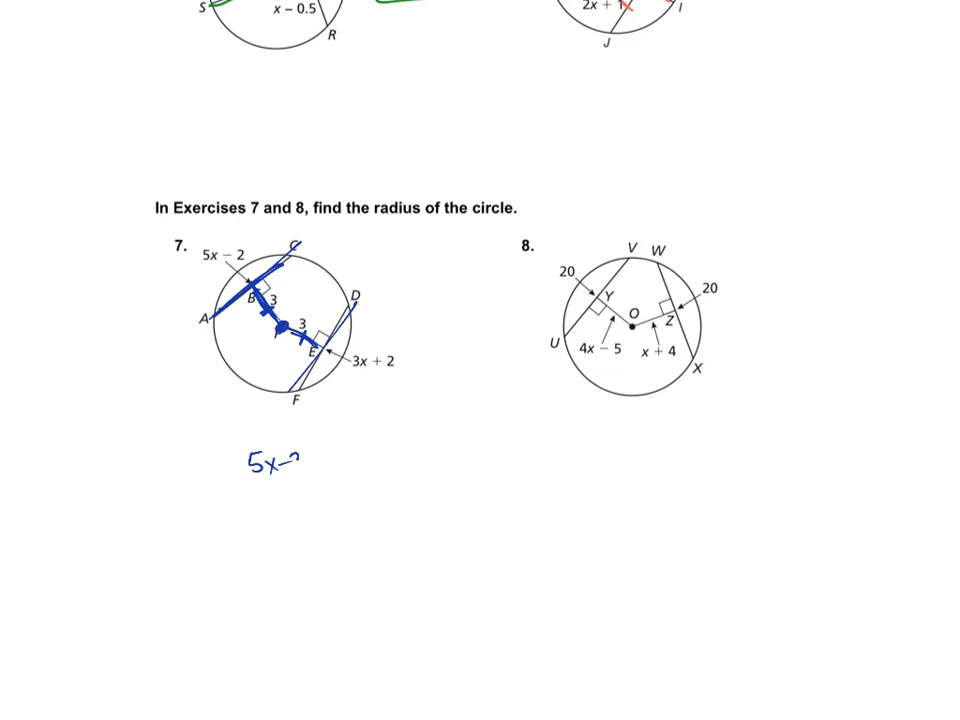 S x – 0.5 R 2x + 1 I
J
In Exercises 7 and 8, find the radius of the circle.
7. 5x – 2 C 8. V W
20 20
B 3 D Y
A 3 O Z
E U 4x – 5 x + 4
3x + 2 X
F
5x–